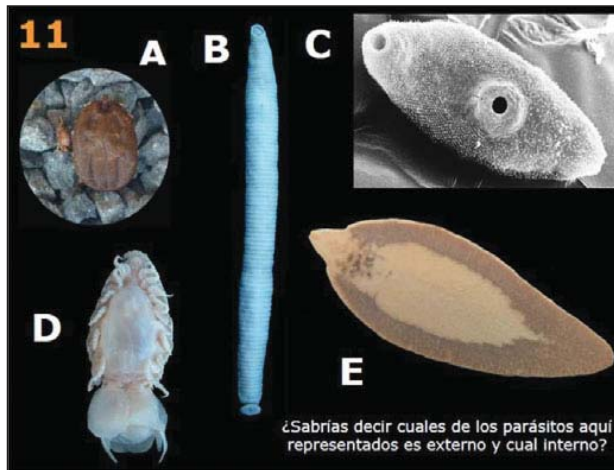 11
A
B
C
D
E
¿Sabrías decir cuales de los parásitos aquí
representados es externo y cual interno?